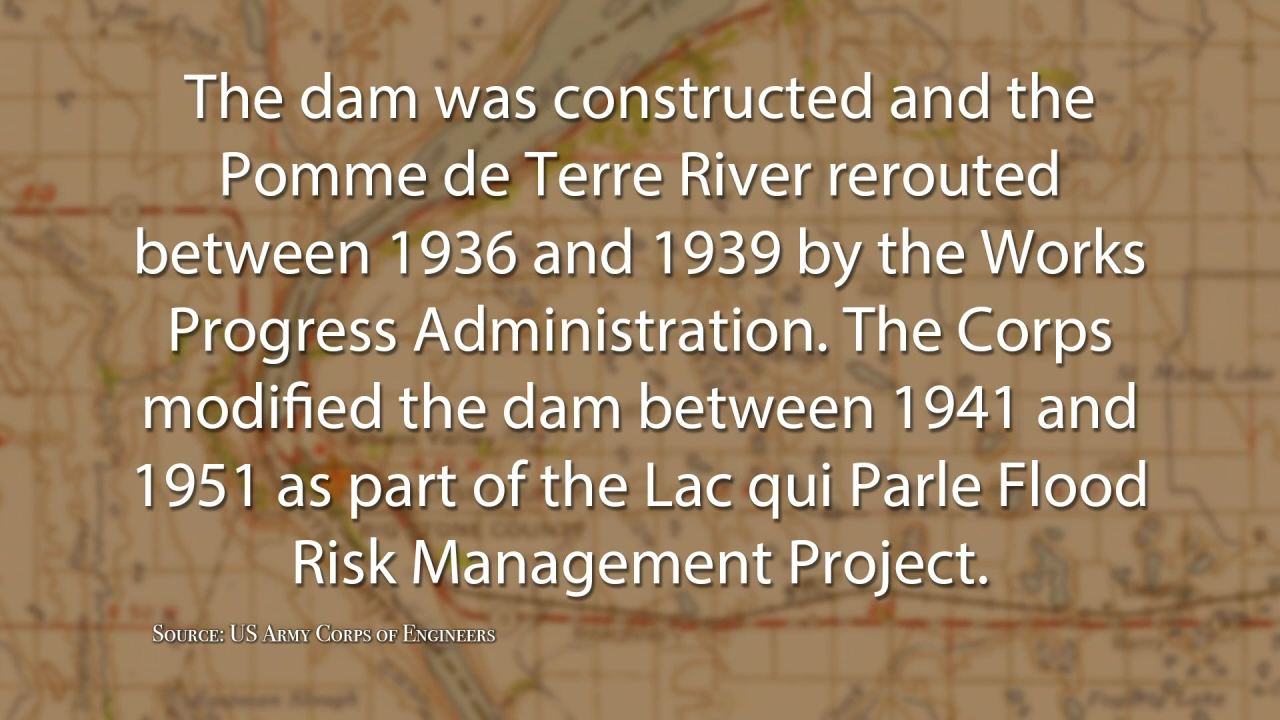 The dam was constructed and the
Pomme de Terre River rerouted
between 1936 and 1939 by the Works
Progress Administration. The Corps
modified the dam between 1941 and
1951 as part of the Lac qui Parle Flood
Risk Management Project.
Source: US Army Corps of Engineers